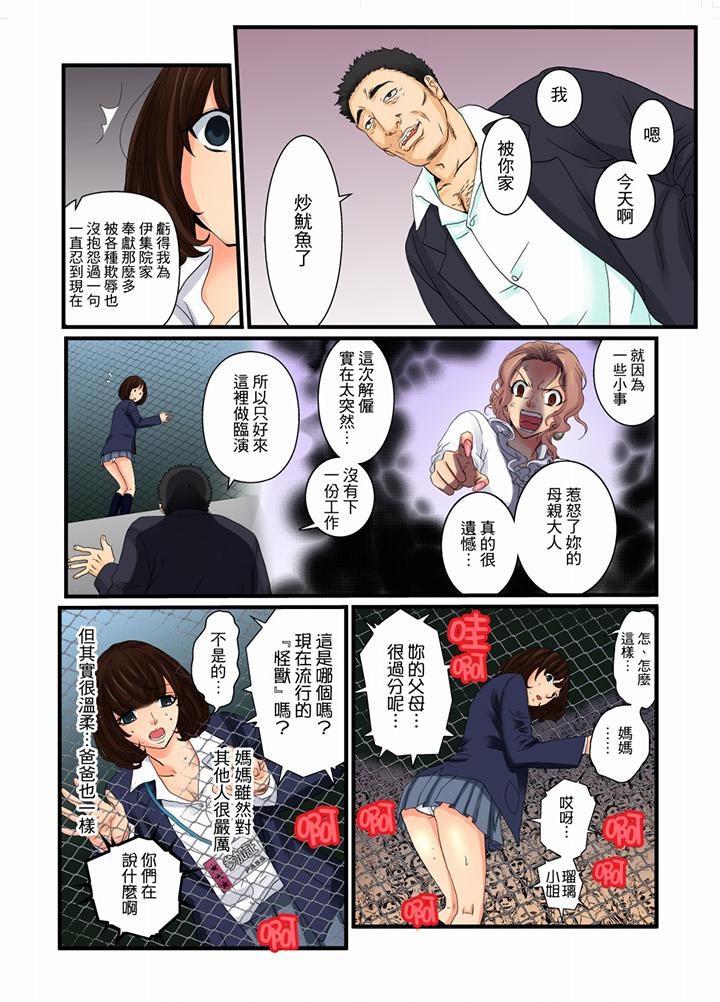 嗯
今天啊
我
被你家
炒魷魚了
虧得我為
伊集院家
奉獻那麼多
被各種欺辱也
沒抱怨過一句
一直忍到現在
就因為
一些小事
惹怒了妳的
母親大人
真的很
遺憾…
這次解僱
實在太突然…
沒有下
一份工作
所以只好來
這裡做臨演
怎、怎麼
這樣…
媽媽
……
哎呀…
瑠璃
小姐
妳的父母…
很過分呢…
哇啊
啊
啊
這是哪個嗎？
現在流行的
『怪獸』嗎？
不是的…
媽媽雖然對
其他人很嚴厲
但其實很溫柔…爸爸也一樣
你們在
說什麼啊
参加証
★★★
PASS
啊
啊
啊